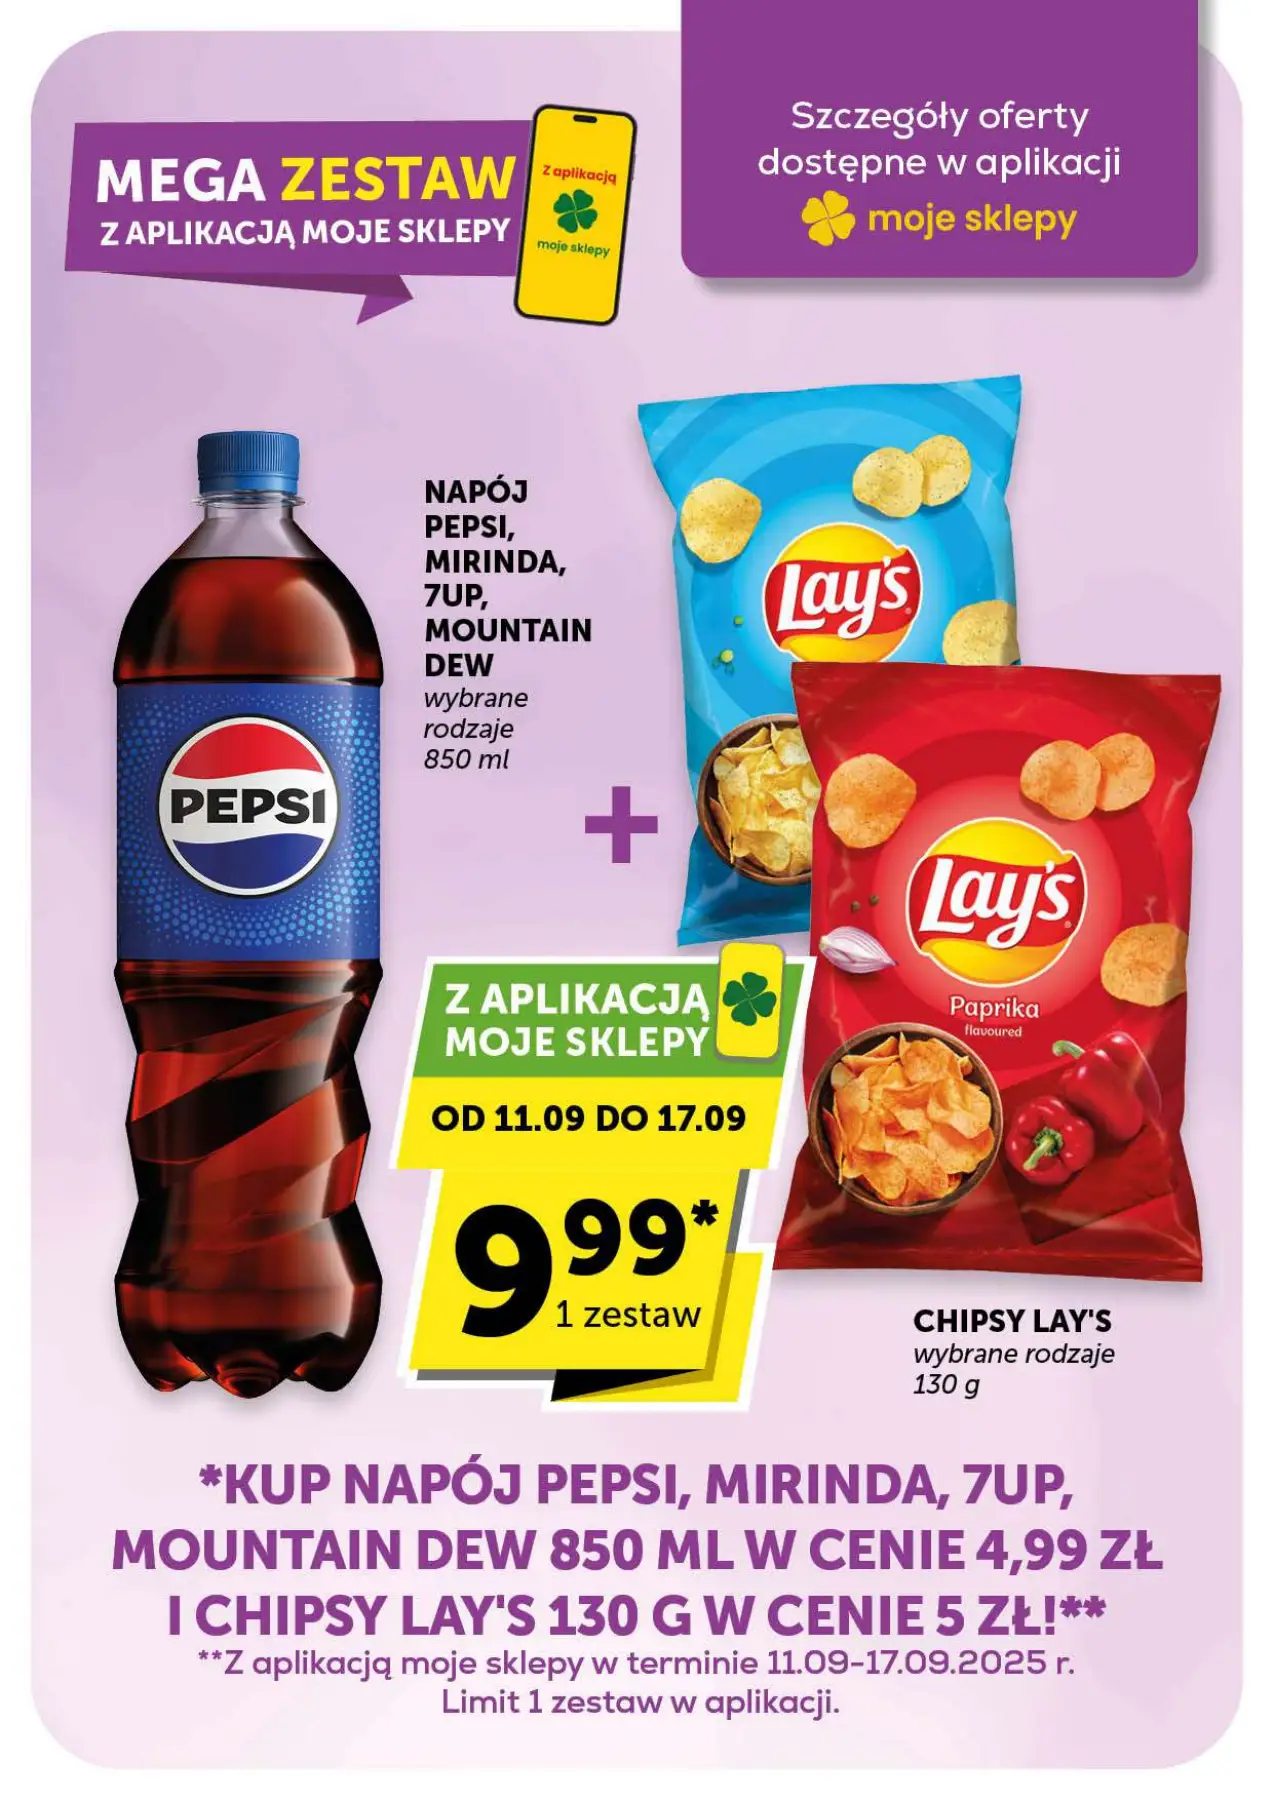 MEGA ZESTAW
Z APLIKACJĄ MOJE SKLEPY
Z aplikacją
moje sklepy
Szczegóły oferty
dostępne w aplikacji
moje sklepy
NAPÓJ
PEPSI,
MIRINDA,
7UP,
MOUNTAIN
DEW
wybrane
rodzaje
850 ml
PEPSI
+
Lay's
Lay's
Paprika
flavoured
Z APLIKACJĄ
MOJE SKLEPY
OD 11.09 DO 17.09
9 99*
1 zestaw
CHIPSY LAY'S
wybrane rodzaje
130 g
*KUP NAPÓJ PEPSI, MIRINDA, 7UP,
MOUNTAIN DEW 850 ML W CENIE 4,99 ZŁ
I CHIPSY LAY'S 130 G W CENIE 5 ZŁ!**
**Z aplikacją moje sklepy w terminie 11.09-17.09.2025 r.
Limit 1 zestaw w aplikacji.